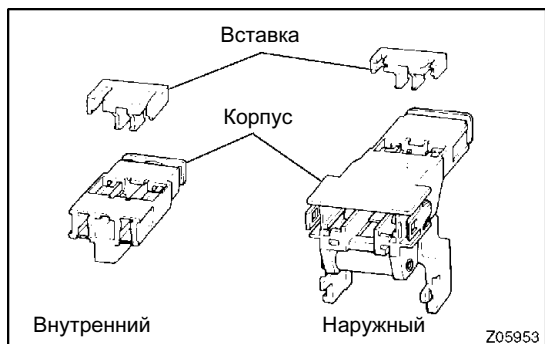 Вставка
Корпус
Внутренний
Наружный
Z05953